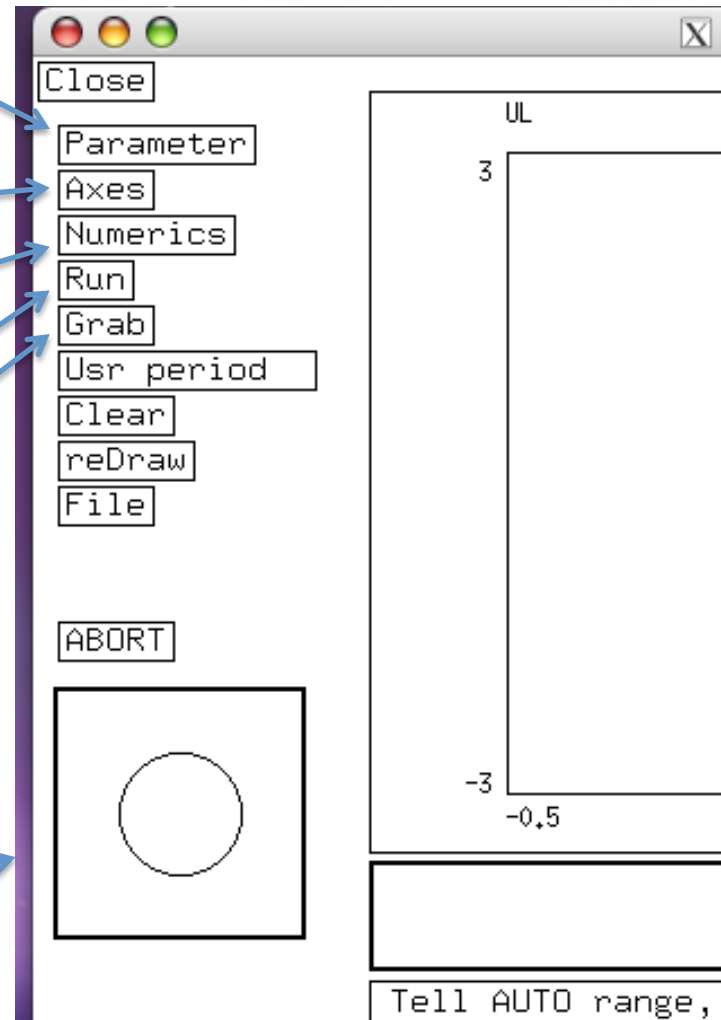 X
Close
UL
Parameter
3
Axes
Numerics
Run
Grab
Usr period
Clear
reDraw
File
ABORT
-3
-0.5
Tell AUTO range,